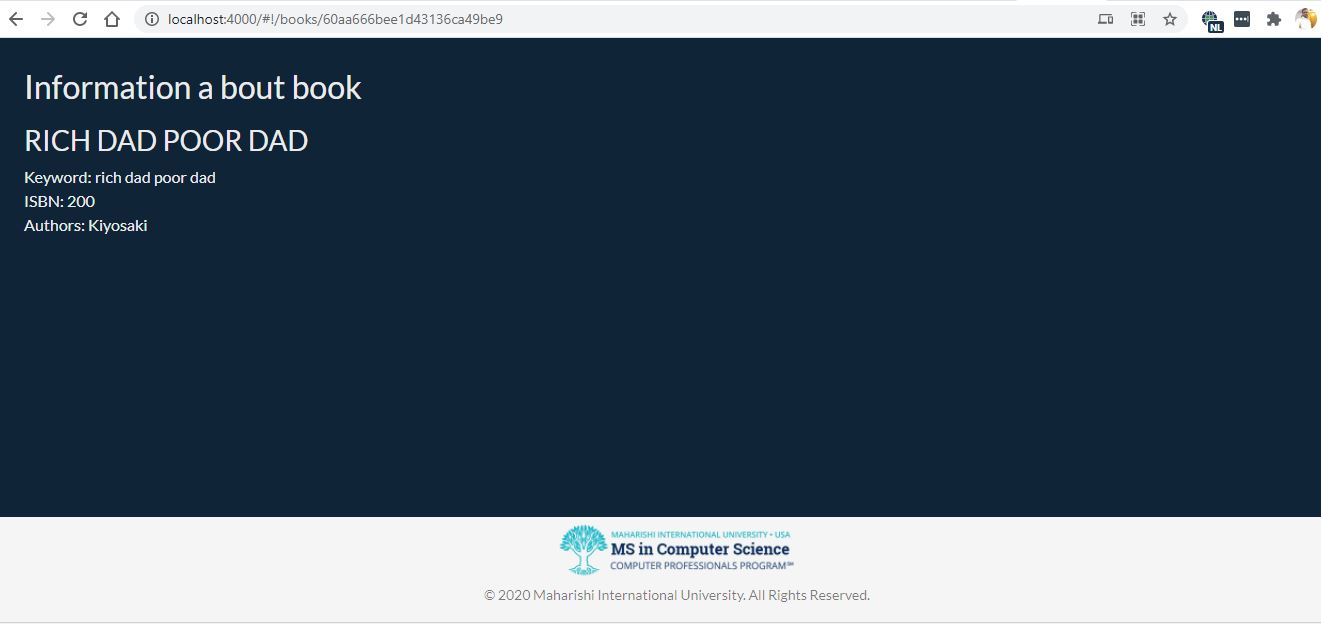 localhost:4000/#!/books/60aa666bee1d43136ca49be9
NL
Information a bout book
RICH DAD POOR DAD
Keyword: rich dad poor dad
ISBN: 200
Authors: Kiyosaki
MAHARISHI INTERNATIONAL UNIVERSITY • USA
MS in Computer Science
COMPUTER PROFESSIONALS PROGRAM℠
© 2020 Maharishi International University. All Rights Reserved.